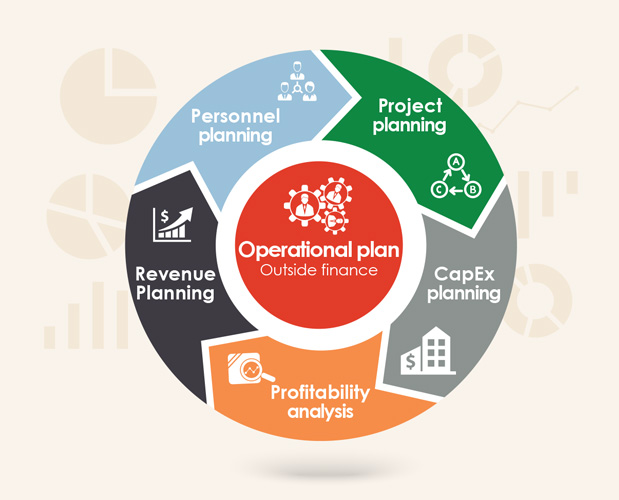 Personnel
planning
Project
planning
A
C
B
$
Revenue
Planning
Operational plan
Outside finance
CapEx
planning
$
Profitability
analysis